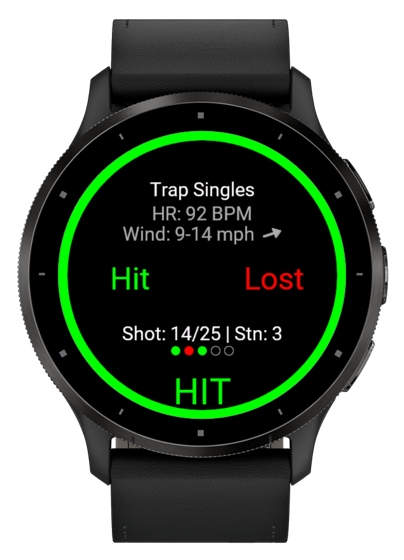 Trap Singles
HR: 92 BPM
Wind: 9-14 mph
Hit Lost
Shot: 14/25 | Stn: 3
HIT